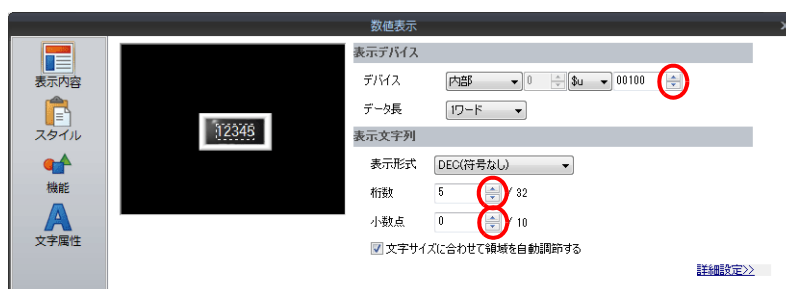 数値表示
表示内容
スタイル
機能
文字属性
12345
表示デバイス
デバイス 内部 0 $u 00100
データ長 1ワード
表示文字列
表示形式 DEC(符号なし)
桁数 5 / 32
小数点 0 / 10
文字サイズに合わせて領域を自動調節する
詳細設定>>